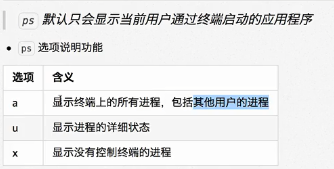 ps 默认只会显示当前用户通过终端启动的应用程序
ps 选项说明功能
选项 含义
a 显示终端上的所有进程，包括其他用户的进程
u 显示进程的详细状态
x 显示没有控制终端的进程